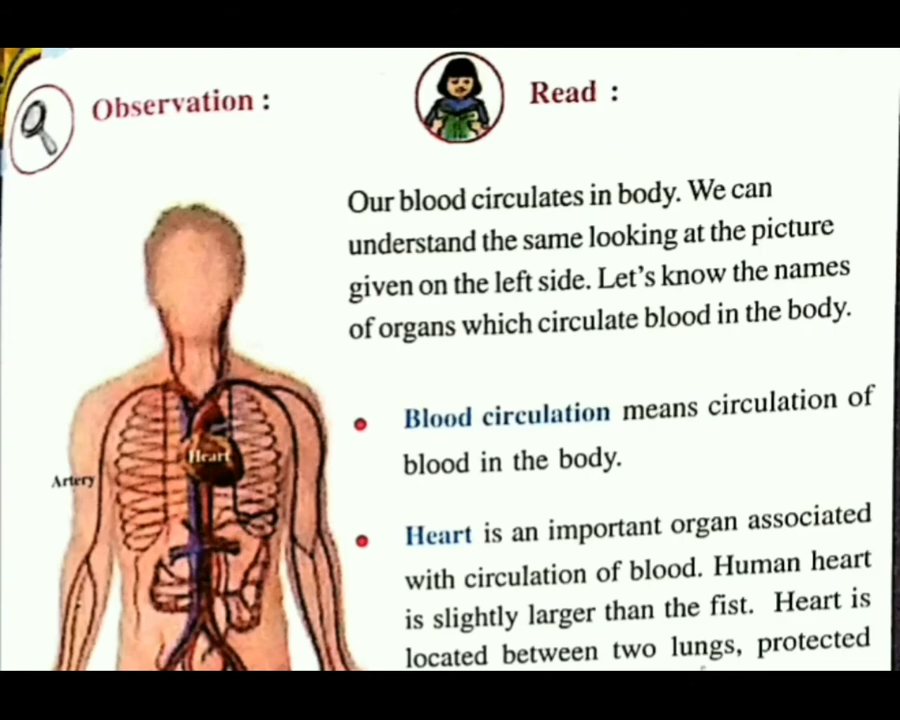 Observation :
Read :
Our blood circulates in body. We can
understand the same looking at the picture
given on the left side. Let's know the names
of organs which circulate blood in the body.
Blood circulation means circulation of
blood in the body.
Heart is an important organ associated
with circulation of blood. Human heart
is slightly larger than the fist. Heart is
located between two lungs, protected
Heart
Artery